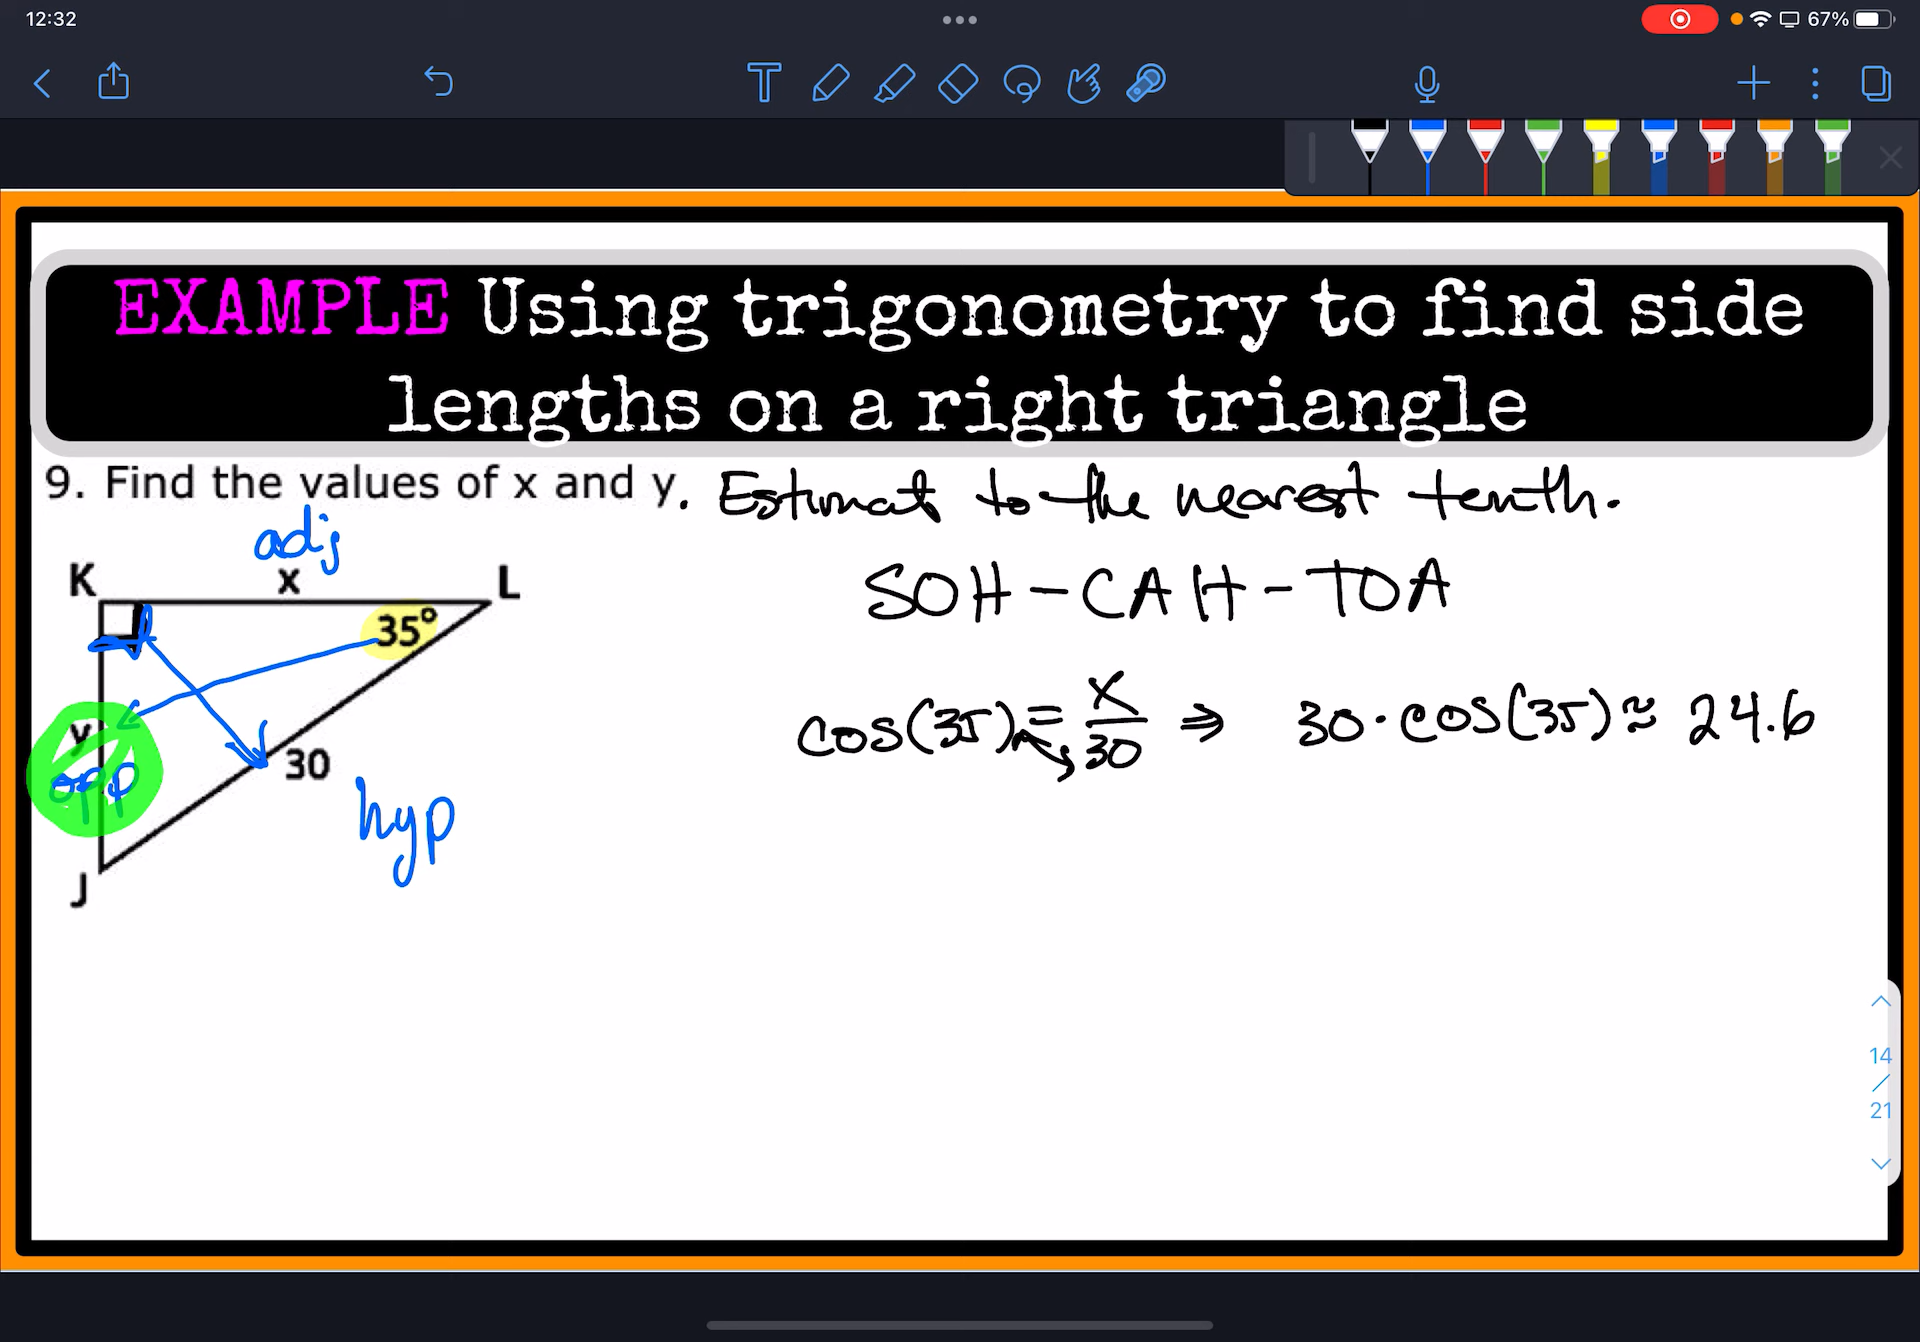 12:32
67%
EXAMPLE Using trigonometry to find side
lengths on a right triangle
9. Find the values of x and y. Estimat to the nearest tenth.
adj
K x L
SOH - CAH - TOA
35°
cos(35) = x/30 ⇒ 30 · cos(35) ≈ 24.6
y
opp
30
hyp
J
14
/
21